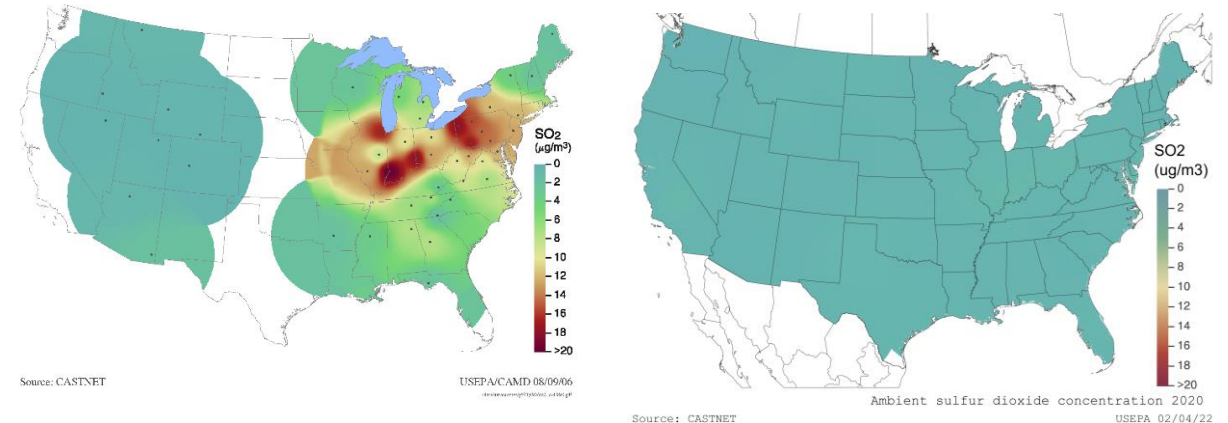 SO2
(µg/m3)
0
2
4
6
8
10
12
14
16
18
>20
Source: CASTNET
USEPA/CAMD 08/09/06
SO2
(ug/m3)
0
2
4
6
8
10
12
14
16
18
>20
Ambient sulfur dioxide concentration 2020
Source: CASTNET
USEPA 02/04/22